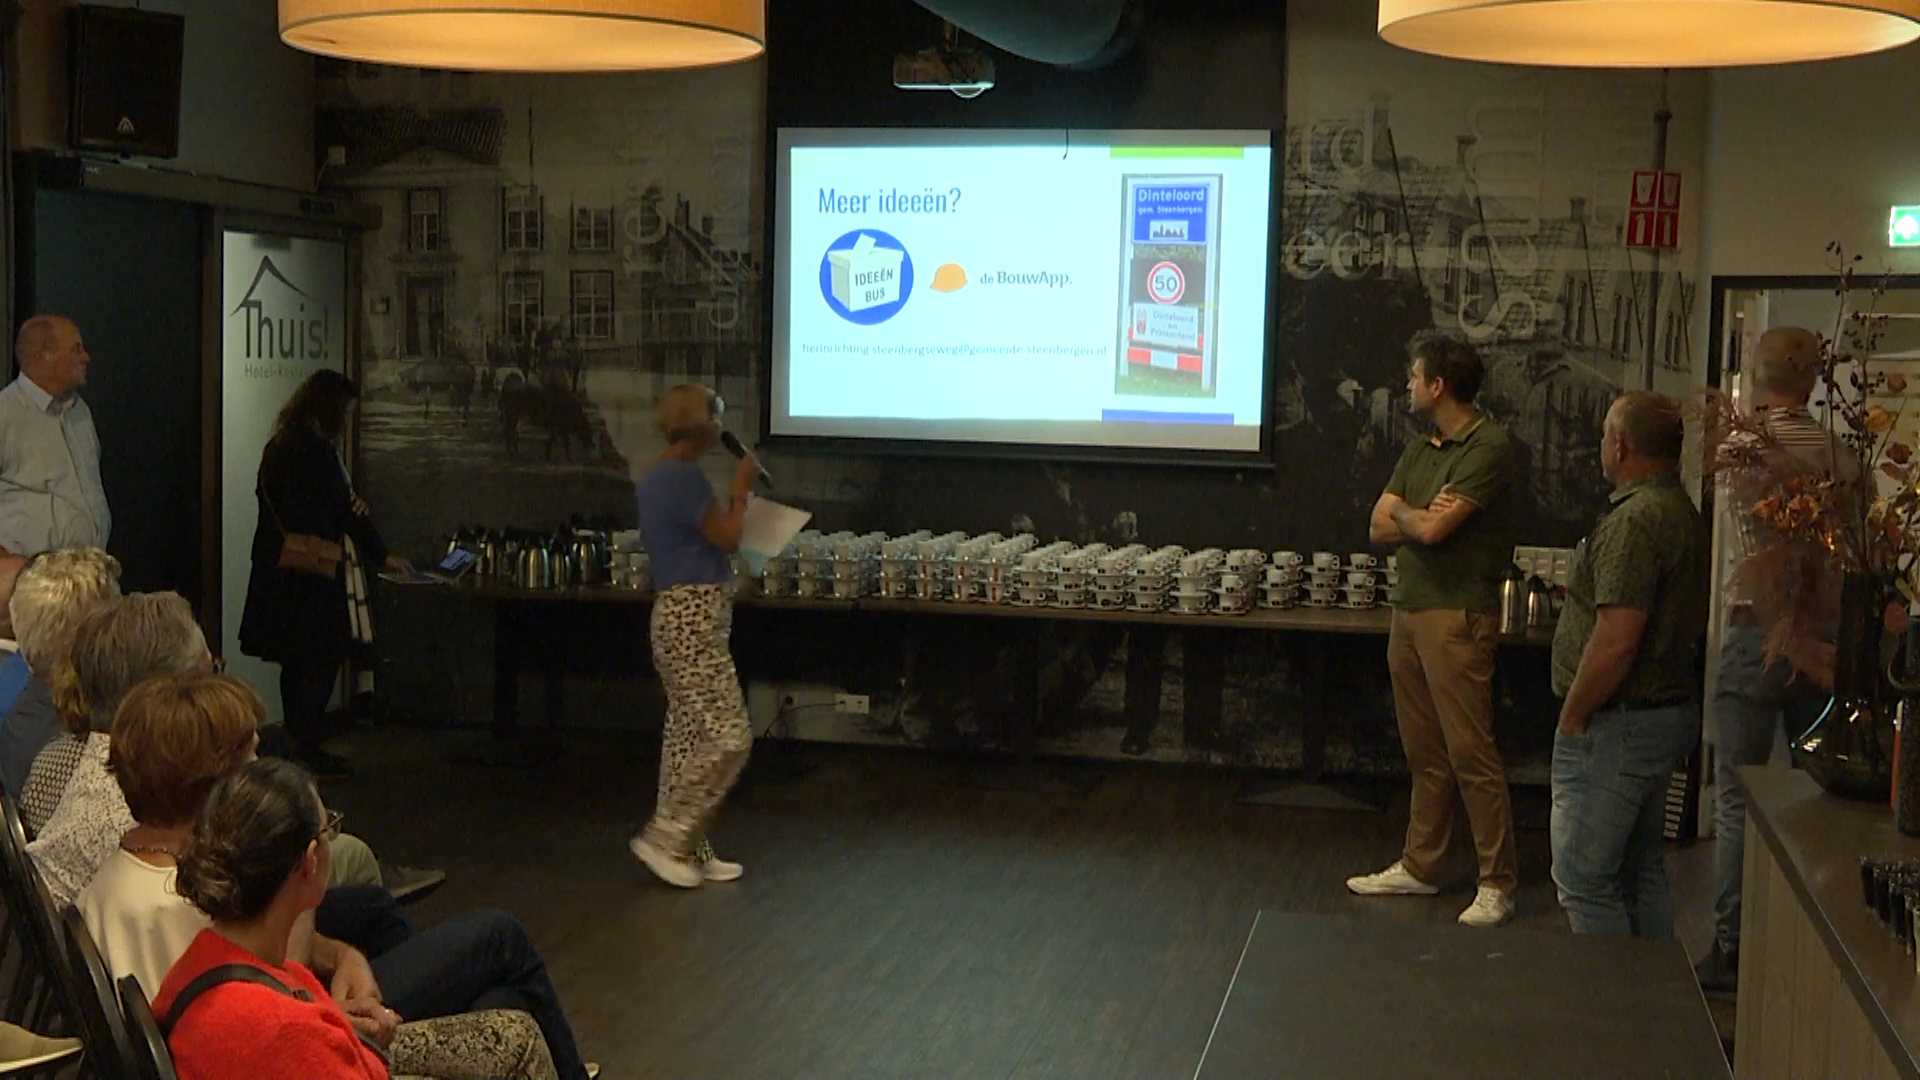 Meer ideeën?
IDEEËN
BUS
de BouwApp.
herinrichting.steenbergseweg@gemeente-steenbergen.nl
Dinteloord
gem. Steenbergen
50
Dinteloord
en
Prinsenland
Thuis!
Hotel-